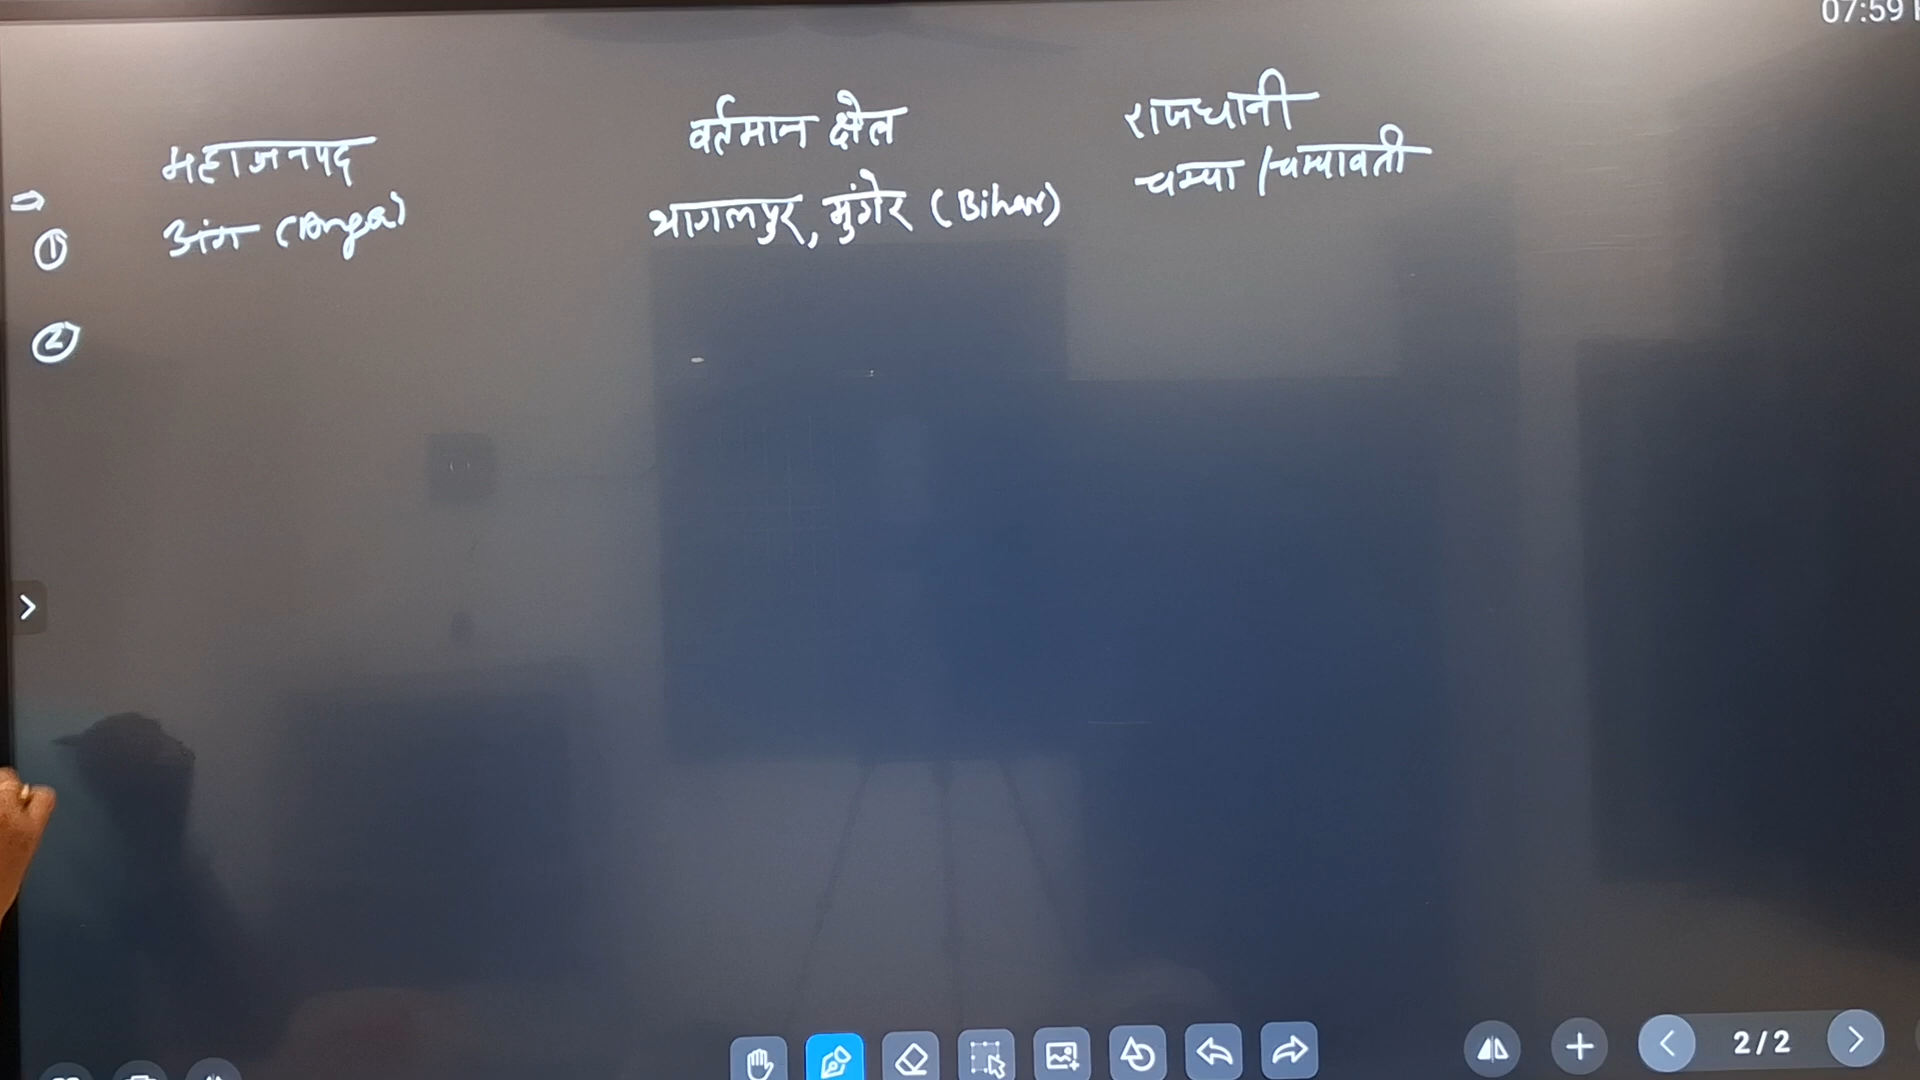 07:59
महाजनपद वर्तमान क्षेत्र राजधानी
⇒
① अंग (Anga) भागलपुर, मुंगेर (Bihar) चम्पा / चम्पावती
②
2/2